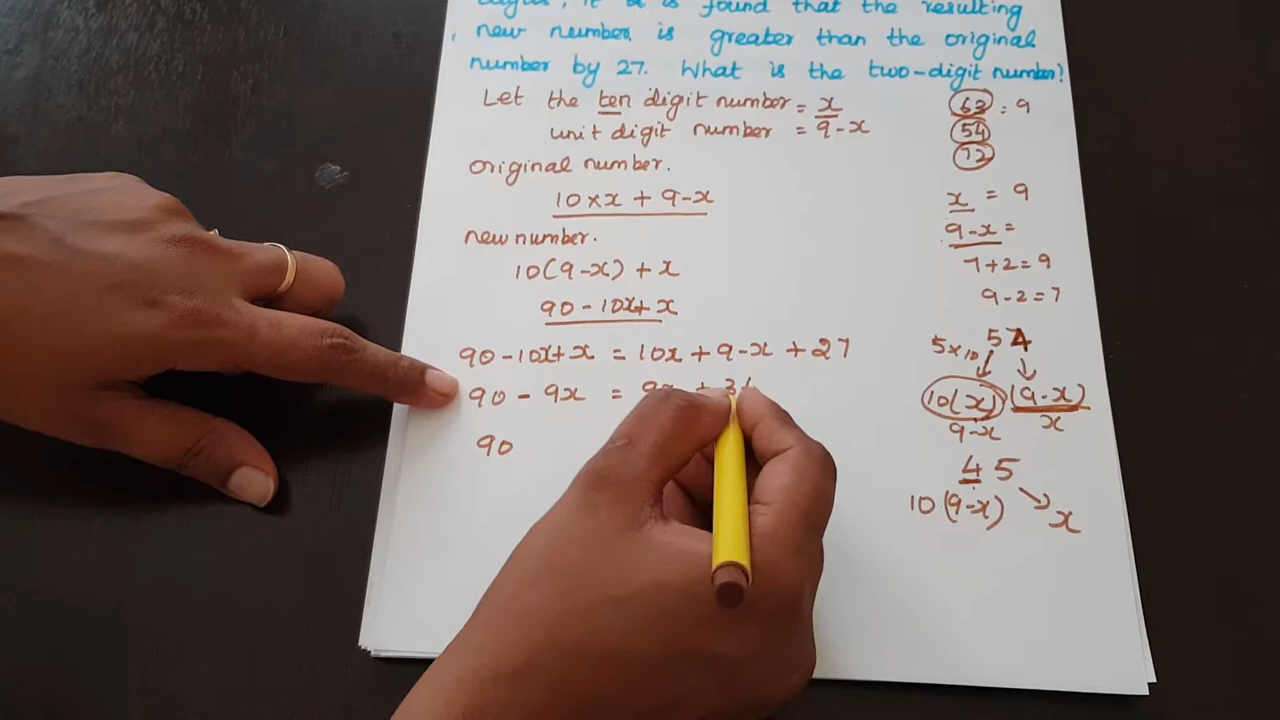 digits, it is found that the resulting
new number is greater than the original
number by 27. What is the two-digit number?
Let the ten digit number = x
unit digit number = 9-x
original number.
10×x + 9-x
new number.
10(9-x) + x
90 - 10x+x
90-10x+x = 10x + 9-x + 27
90 - 9x = 9x + 36
90
63 = 9
54
72
x = 9
9-x =
7+2=9
9-2=7
54
5×10
10(x) (9-x)
9-x x
45
10(9-x) x